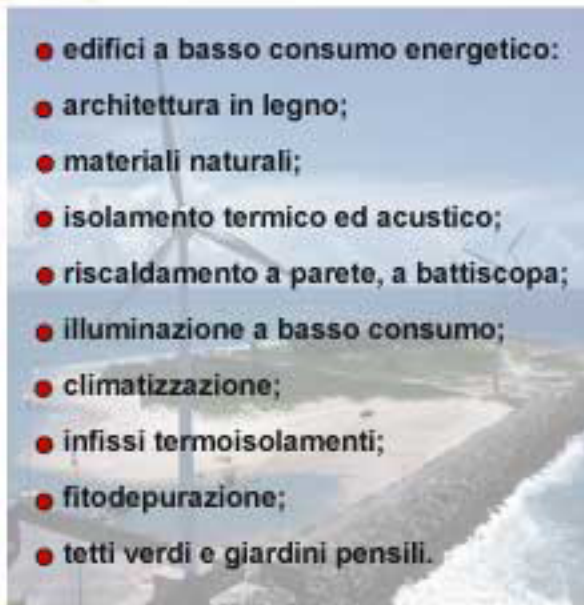 edifici a basso consumo energetico:
architettura in legno;
materiali naturali;
isolamento termico ed acustico;
riscaldamento a parete, a battiscopa;
illuminazione a basso consumo;
climatizzazione;
infissi termoisolamenti;
fitodepurazione;
tetti verdi e giardini pensili.